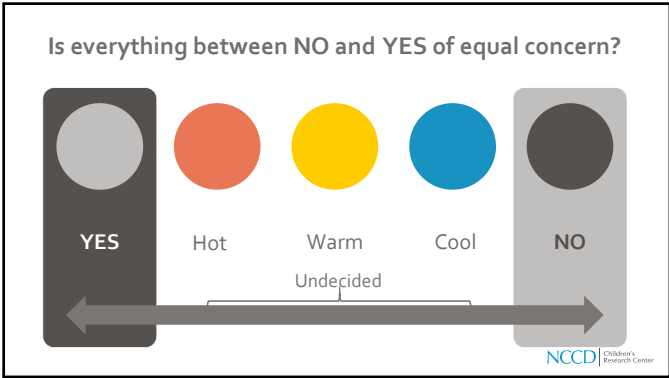 Is everything between NO and YES of equal concern?
YES
Hot
Warm
Cool
NO
Undecided
NCCD
Children's
Research Center